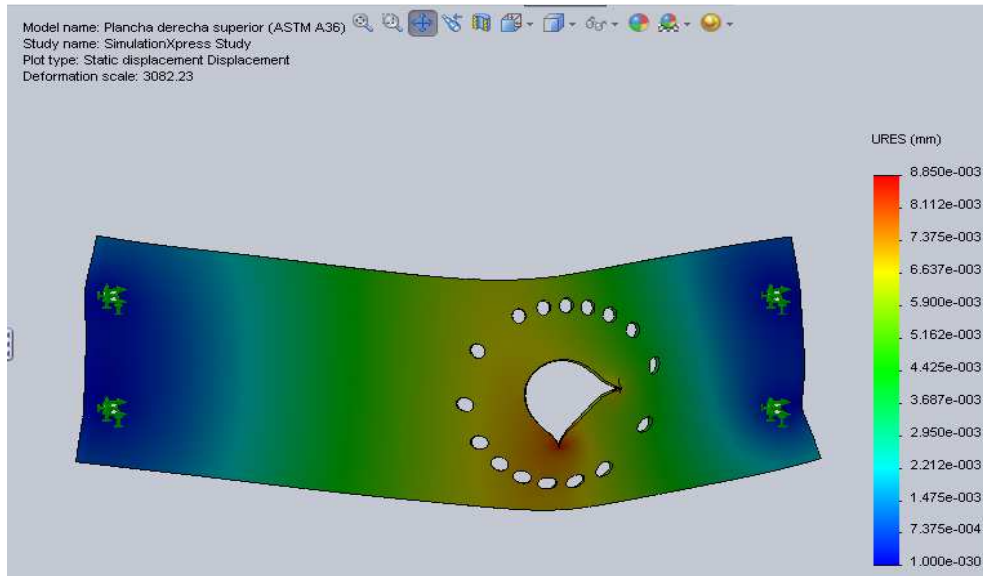 Model name: Plancha derecha superior (ASTM A36)
Study name: SimulationXpress Study
Plot type: Static displacement Displacement
Deformation scale: 3082.23
URES (mm)
8.850e-003
8.112e-003
7.375e-003
6.637e-003
5.900e-003
5.162e-003
4.425e-003
3.687e-003
2.950e-003
2.212e-003
1.475e-003
7.375e-004
1.000e-030